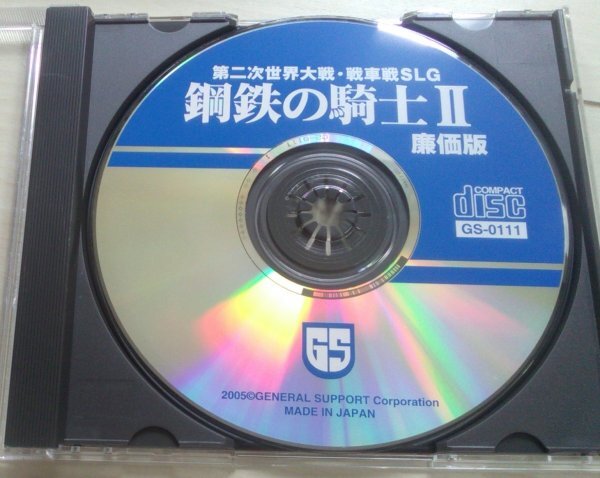 第二次世界大戦・戦車戦SLG
鋼鉄の騎士II
廉価版
COMPACT
disc
GS-0111
GS
2005©GENERAL SUPPORT Corporation
MADE IN JAPAN